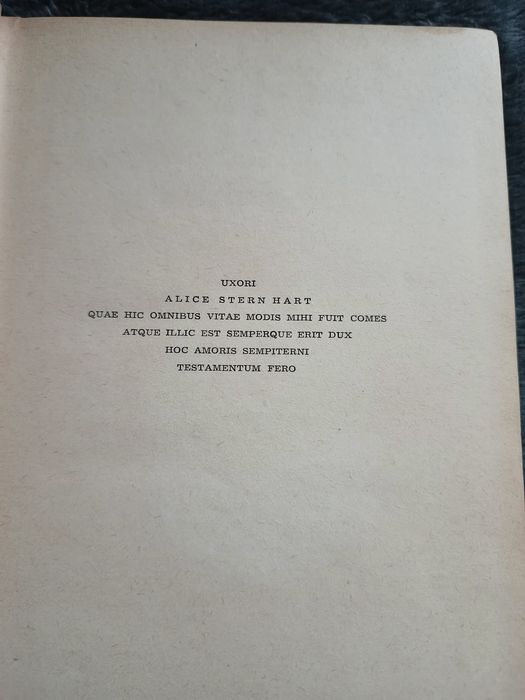 UXORI
ALICE STERN HART
QUAE HIC OMNIBUS VITAE MODIS MIHI FUIT COMES
ATQUE ILLIC EST SEMPERQUE ERIT DUX
HOC AMORIS SEMPITERNI
TESTAMENTUM FERO